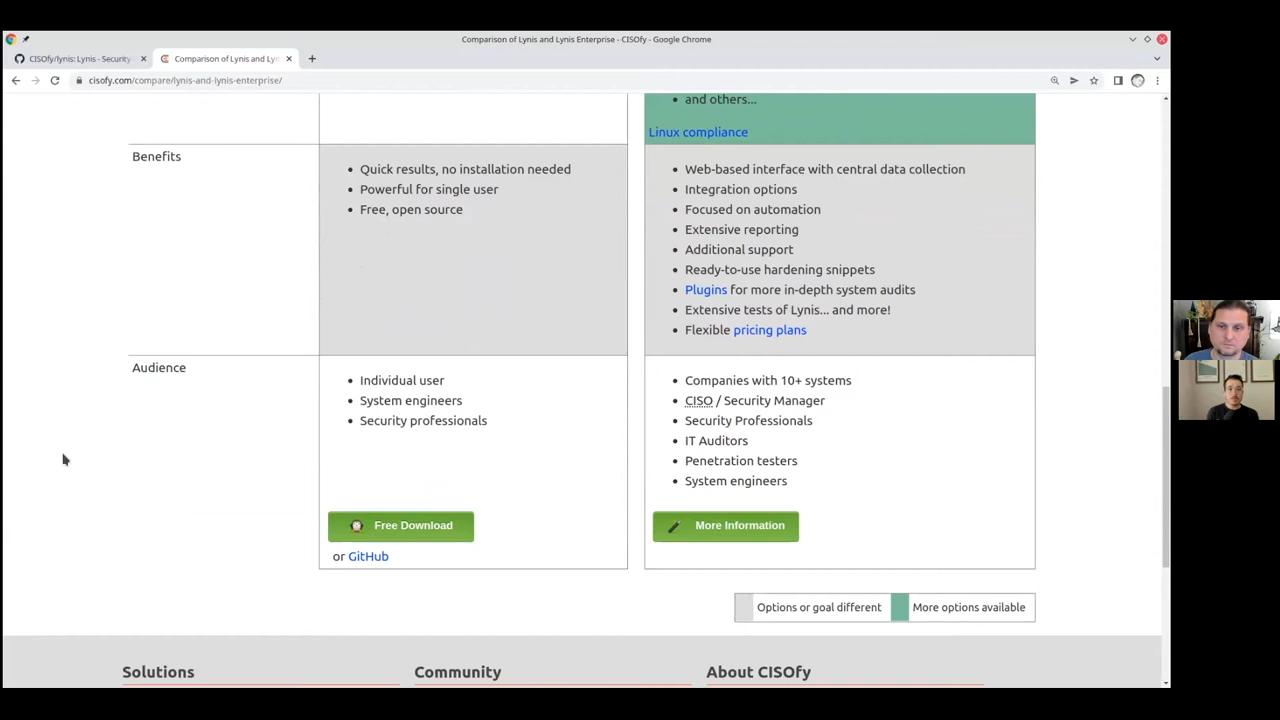 Comparison of Lynis and Lynis Enterprise - CISOfy - Google Chrome
CISOfy/lynis: Lynis - Security
Comparison of Lynis and Lyn
cisofy.com/compare/lynis-and-lynis-enterprise/
and others...
Linux compliance
Benefits
Quick results, no installation needed
Powerful for single user
Free, open source
Web-based interface with central data collection
Integration options
Focused on automation
Extensive reporting
Additional support
Ready-to-use hardening snippets
Plugins for more in-depth system audits
Extensive tests of Lynis... and more!
Flexible pricing plans
Audience
Individual user
System engineers
Security professionals
Companies with 10+ systems
CISO / Security Manager
Security Professionals
IT Auditors
Penetration testers
System engineers
Free Download
or GitHub
More Information
Options or goal different
More options available
Solutions
Community
About CISOfy